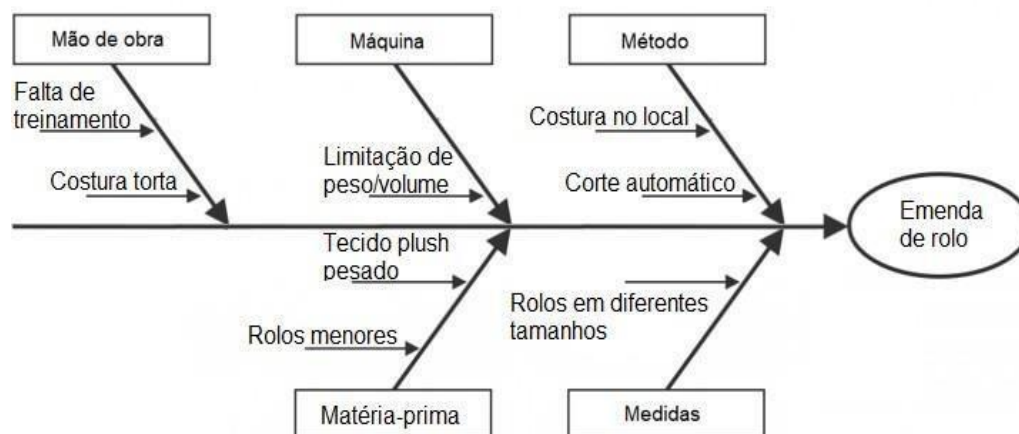 Mão de obra
Máquina
Método
Falta de
treinamento
Costura torta
Limitação de
peso/volume
Costura no local
Corte automático
Emenda
de rolo
Tecido plush
pesado
Rolos menores
Rolos em diferentes
tamanhos
Matéria-prima
Medidas